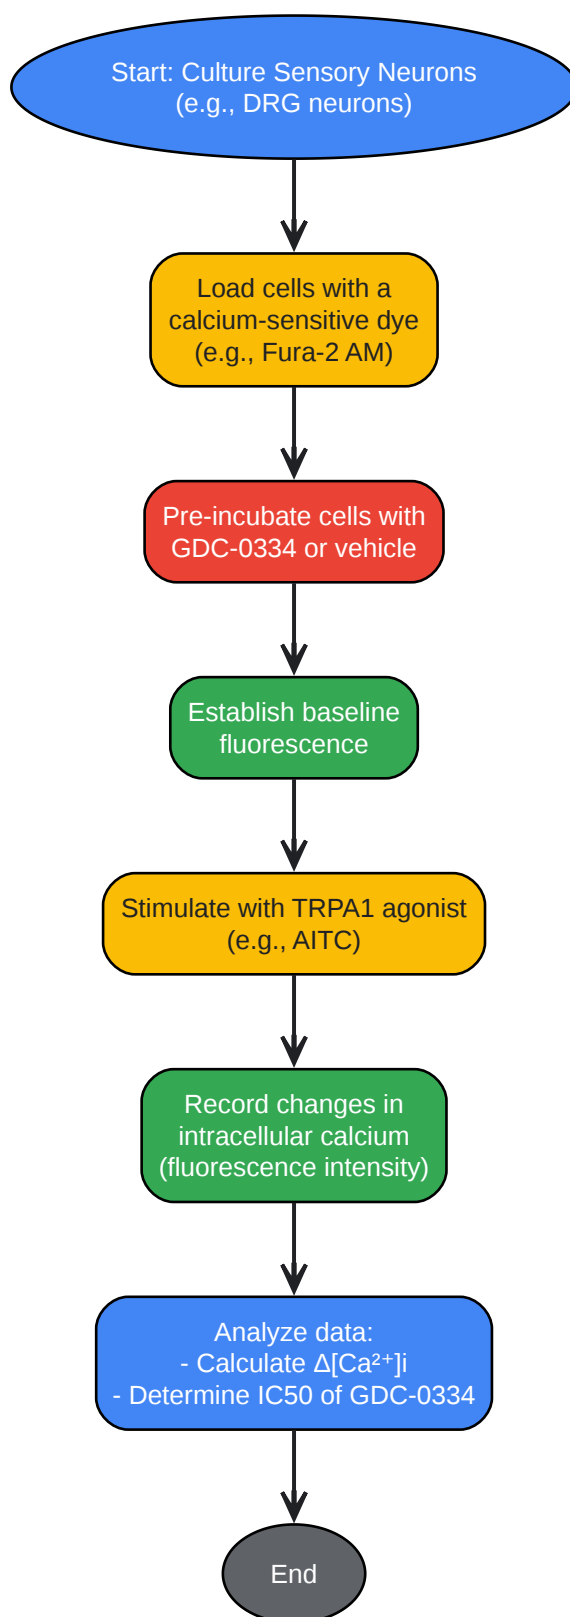 Start: Culture Sensory Neurons
(e.g., DRG neurons)
Load cells with a
calcium-sensitive dye
(e.g., Fura-2 AM)
Pre-incubate cells with
GDC-0334 or vehicle
Establish baseline
fluorescence
Stimulate with TRPA1 agonist
(e.g., AITC)
Record changes in
intracellular calcium
(fluorescence intensity)
Analyze data:
- Calculate Δ[Ca²⁺]i
- Determine IC50 of GDC-0334
End